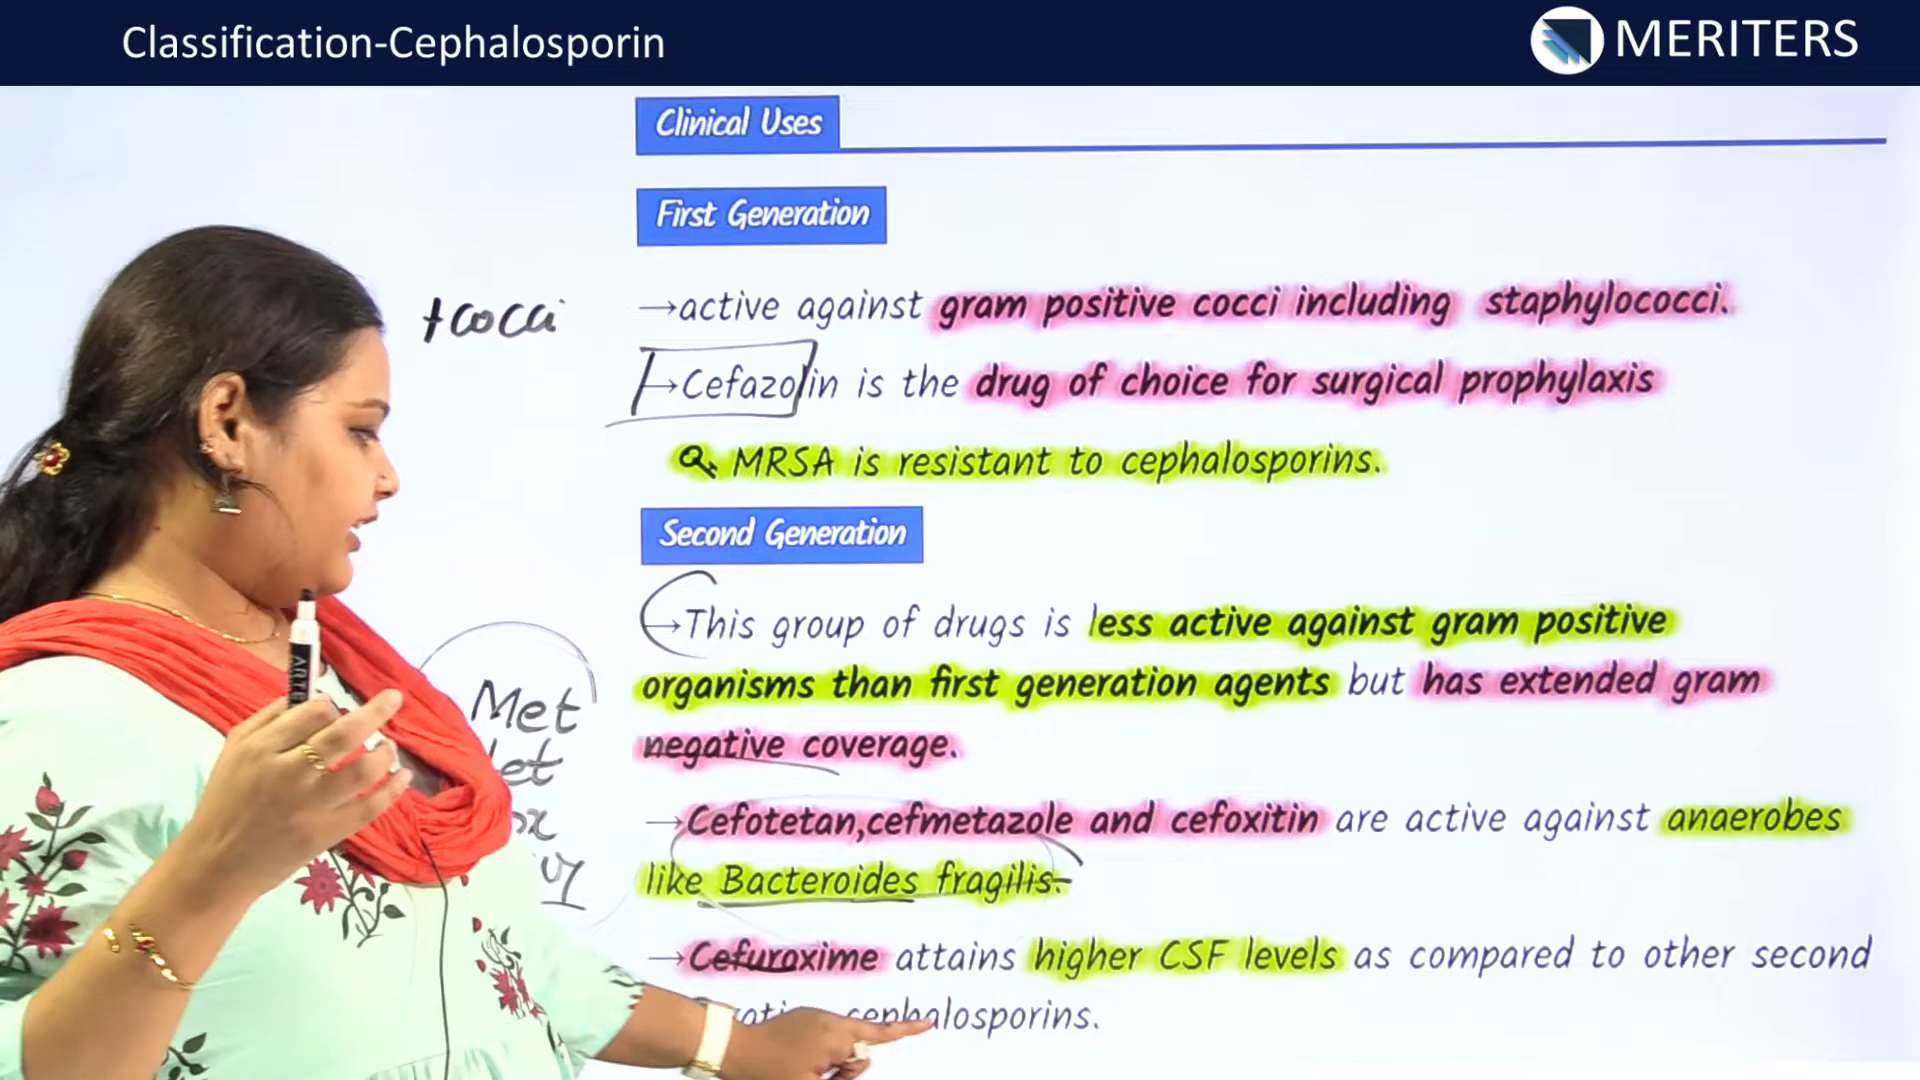 Classification-Cephalosporin
MERITERS
Clinical Uses
First Generation
+cocci
→active against gram positive cocci including staphylococci.
→Cefazolin is the drug of choice for surgical prophylaxis
MRSA is resistant to cephalosporins.
Second Generation
→This group of drugs is less active against gram positive
organisms than first generation agents but has extended gram
negative coverage.
Met
→Cefotetan,cefmetazole and cefoxitin are active against anaerobes
like Bacteroides fragilis.
→Cefuroxime attains higher CSF levels as compared to other second
cephalosporins.